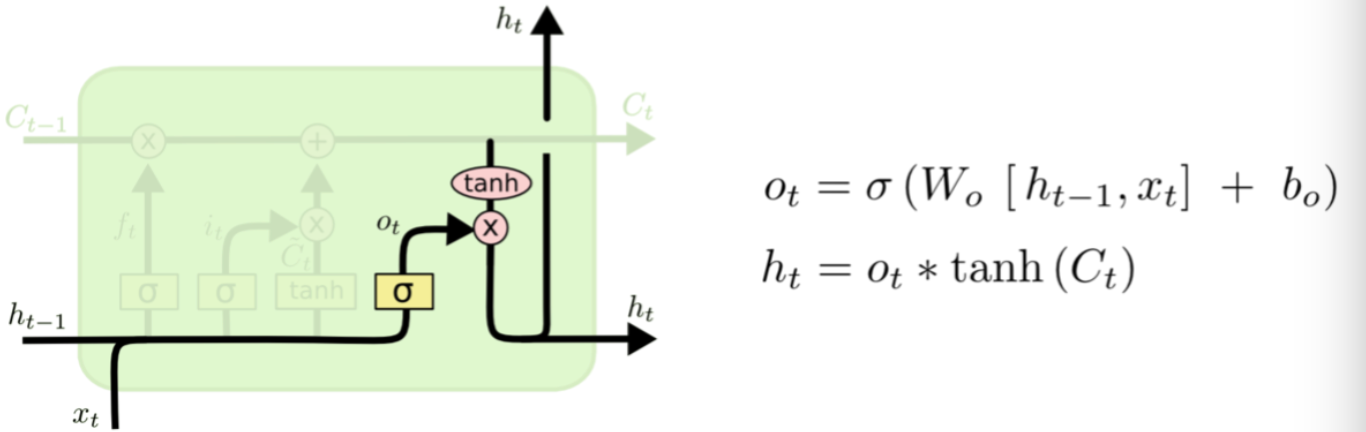 h_t
C_{t-1}
C_t
x
+
tanh
f_t
i_t
x
o_t
x
C̃_t
σ
σ
tanh
σ
h_{t-1}
h_t
x_t
o_t = σ (W_o [h_{t-1}, x_t] + b_o)
h_t = o_t * tanh (C_t)